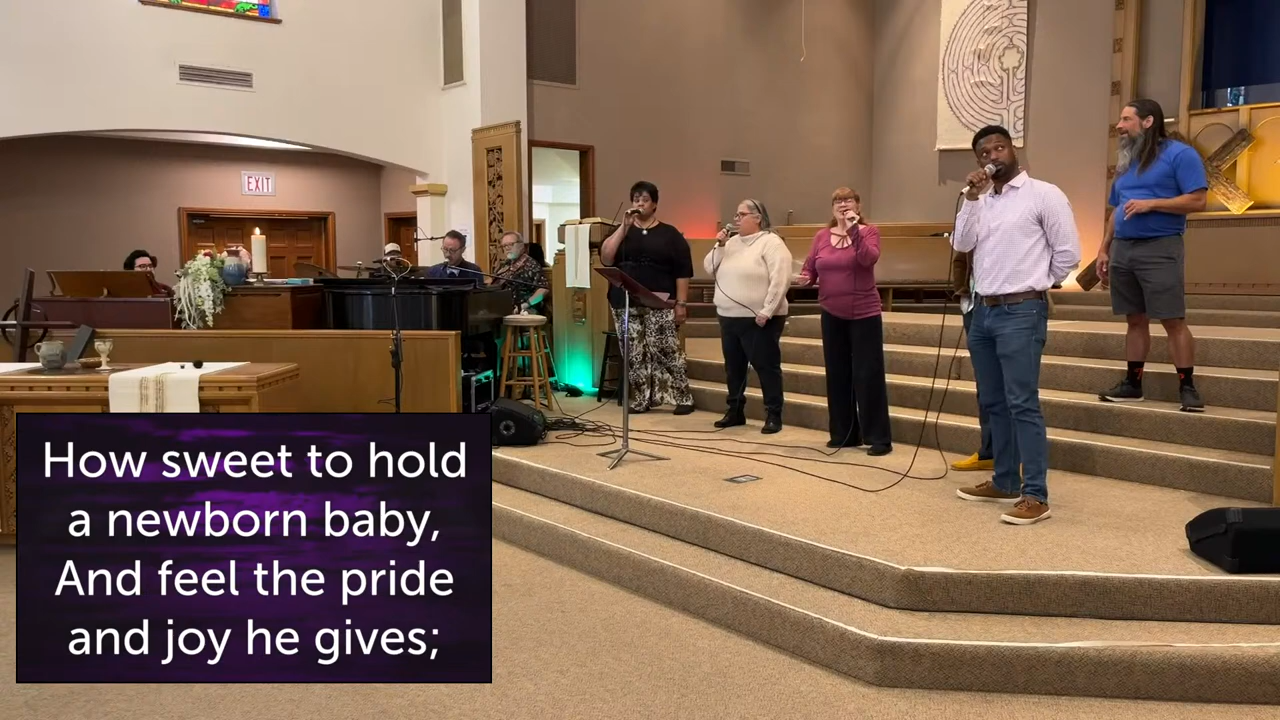 EXIT
How sweet to hold
a newborn baby,
And feel the pride
and joy he gives;